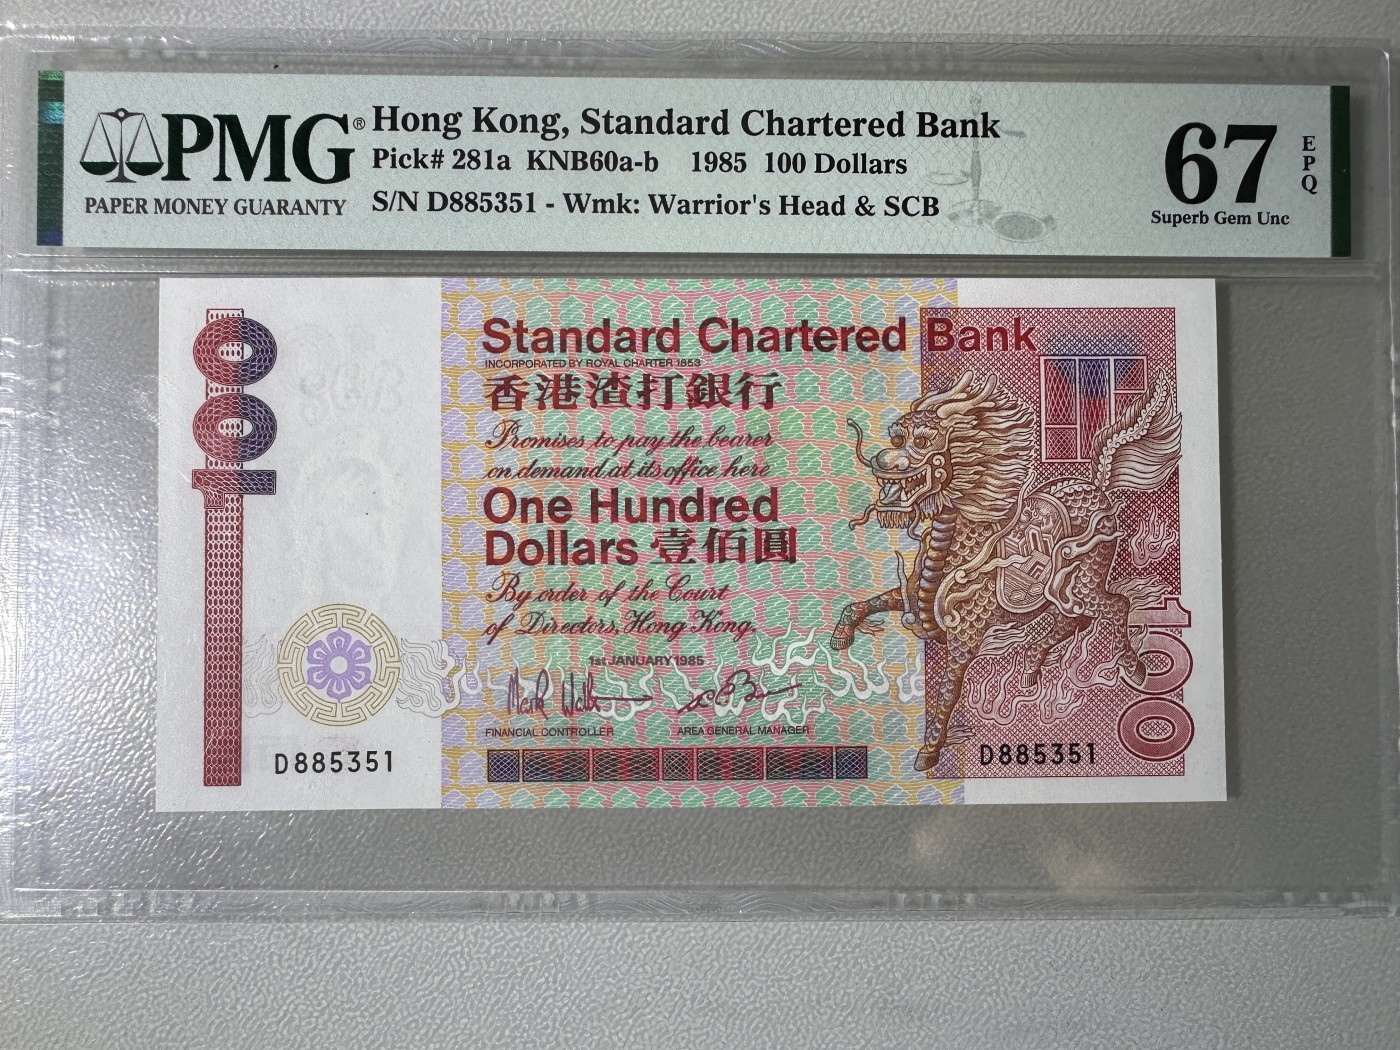 PMG®
PAPER MONEY GUARANTY
Hong Kong, Standard Chartered Bank
Pick# 281a KNB60a-b 1985 100 Dollars
S/N D885351 - Wmk: Warrior's Head & SCB
67
EPQ
Superb Gem Unc
100
Standard Chartered Bank
INCORPORATED BY ROYAL CHARTER 1853
香港渣打銀行
Promises to pay the bearer
on demand at its office here
One Hundred
Dollars 壹佰圓
By order of the Court
of Directors, Hong Kong.
1st JANUARY 1985
FINANCIAL CONTROLLER AREA GENERAL MANAGER
D885351
D885351
100